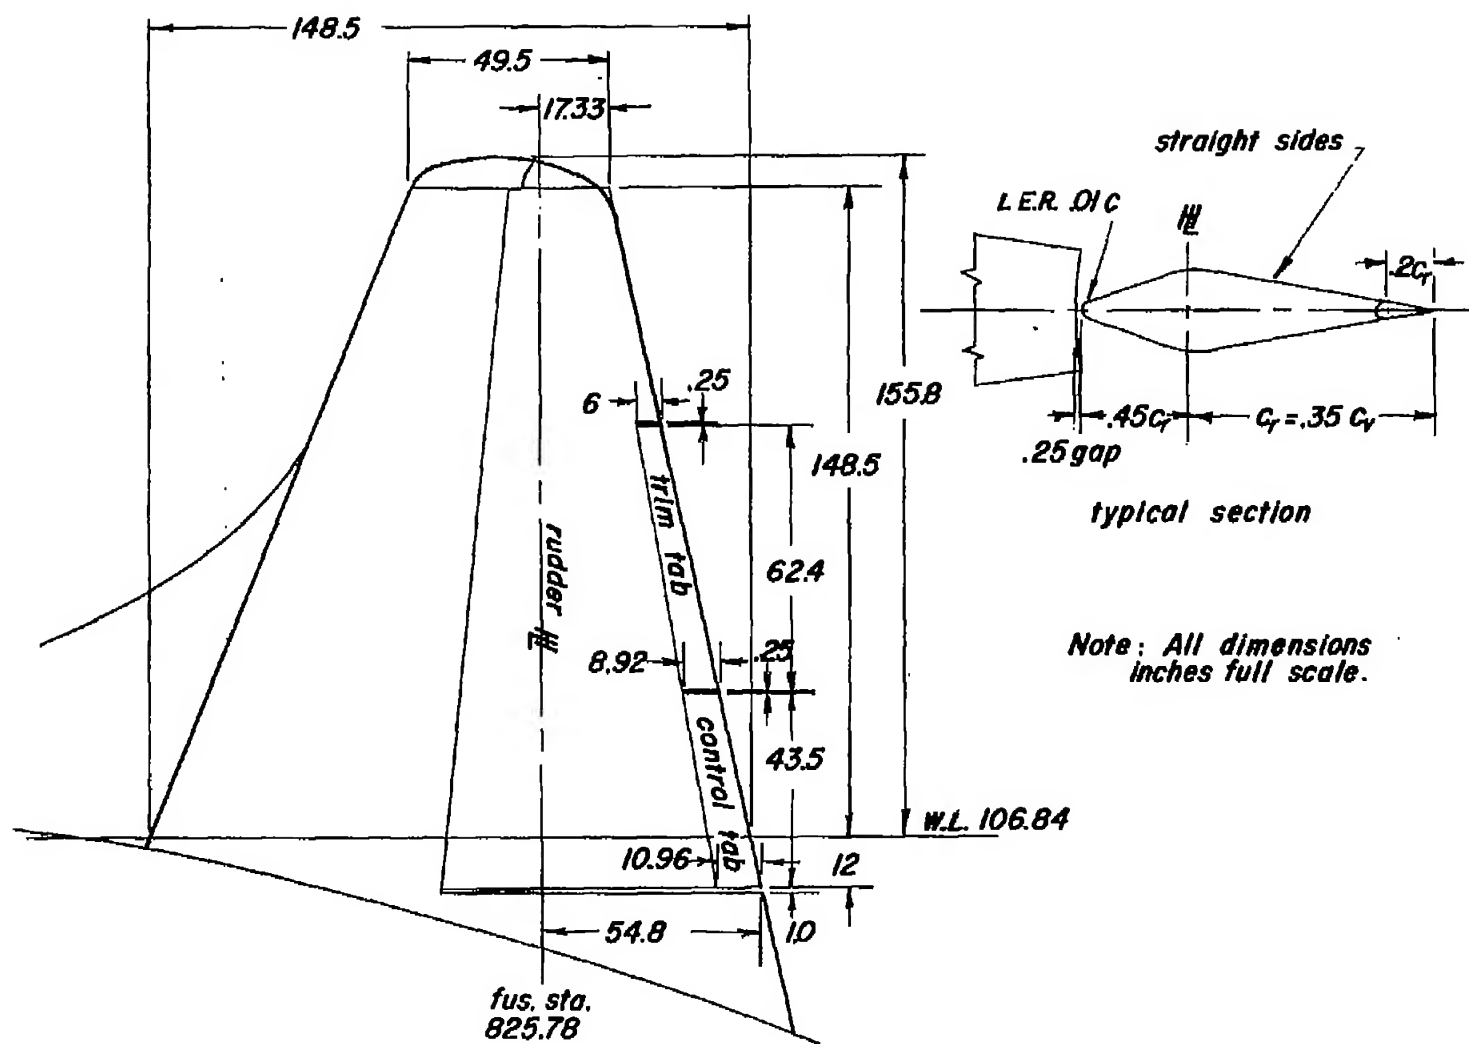 148.5
49.5
17.33
straight sides
L.E.R. .01C
H
L
.2Cr
6
.25
155.8
.45Cr
Cr = .35 Cv
.25 gap
148.5
typical section
trim tab
rudder HL
62.4
8.92
.25
Note: All dimensions
inches full scale.
control tab
43.5
W.L. 106.84
10.96
12
54.8
1.0
fus. sta.
825.78